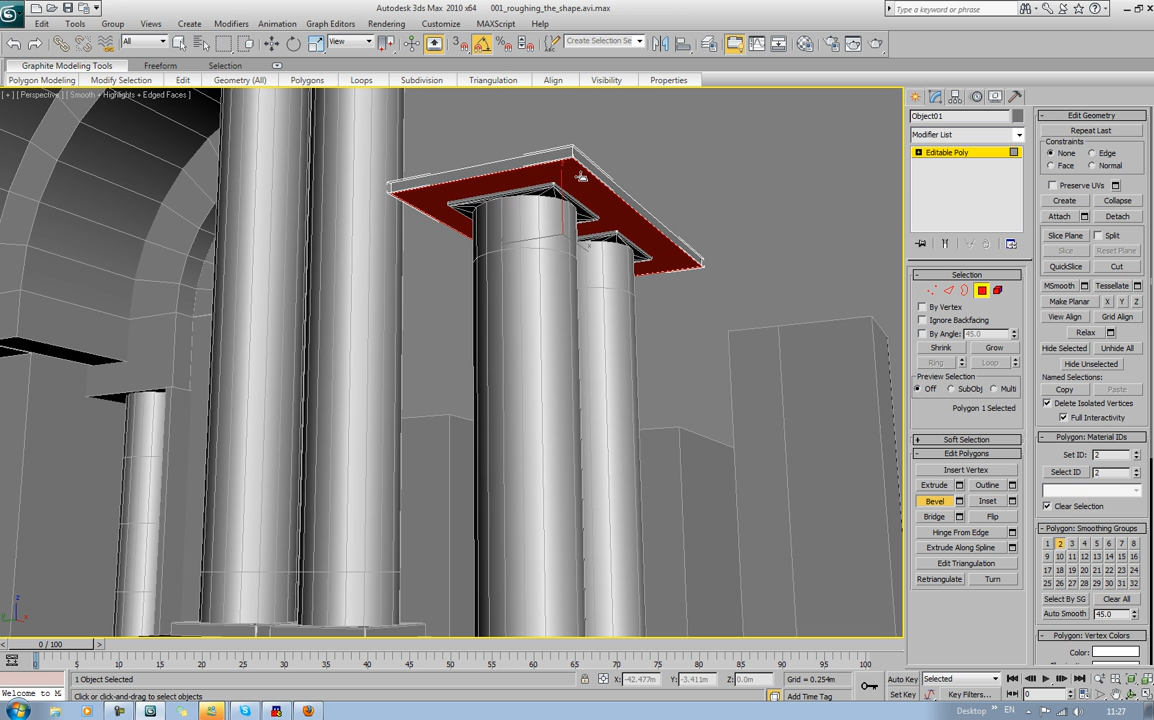 Autodesk 3ds Max 2010 x64 001_roughing_the_shape.avi.max
Type a keyword or phrase
Edit Tools Group Views Create Modifiers Animation Graph Editors Rendering Customize MAXScript Help
All View Create Selection Se
Graphite Modeling Tools Freeform Selection
Polygon Modeling Modify Selection Edit Geometry (All) Polygons Loops Subdivision Triangulation Align Visibility Properties
[ + ] [ Perspective ] [ Smooth + Highlights + Edged Faces ]
Object01
Modifier List
Editable Poly
Selection
By Vertex
Ignore Backfacing
By Angle: 45.0
Shrink Grow
Ring Loop
Preview Selection
Off SubObj Multi
Polygon 1 Selected
Soft Selection
Edit Polygons
Insert Vertex
Extrude Outline
Bevel Inset
Bridge Flip
Hinge From Edge
Extrude Along Spline
Edit Triangulation
Retriangulate Turn
Edit Geometry
Repeat Last
Constraints
None Edge
Face Normal
Preserve UVs
Create Collapse
Attach Detach
Slice Plane Split
Slice Reset Plane
QuickSlice Cut
MSmooth Tessellate
Make Planar X Y Z
View Align Grid Align
Relax
Hide Selected Unhide All
Hide Unselected
Named Selections:
Copy Paste
Delete Isolated Vertices
Full Interactivity
Polygon: Material IDs
Set ID: 2
Select ID 2
Clear Selection
Polygon: Smoothing Groups
1 2 3 4 5 6 7 8
9 10 11 12 13 14 15 16
17 18 19 20 21 22 23 24
25 26 27 28 29 30 31 32
Select By SG Clear All
Auto Smooth 45.0
Polygon: Vertex Colors
Color:
0 / 100
0 5 10 15 20 25 30 35 40 45 50 55 60 65 70 75 80 85 90 95 100
1 Object Selected X: -42.477m Y: -3.411m Z: 0.0m Grid = 0.254m Auto Key Selected
Welcome to M Click or click-and-drag to select objects Add Time Tag Set Key Key Filters... 0
Desktop EN 11:27